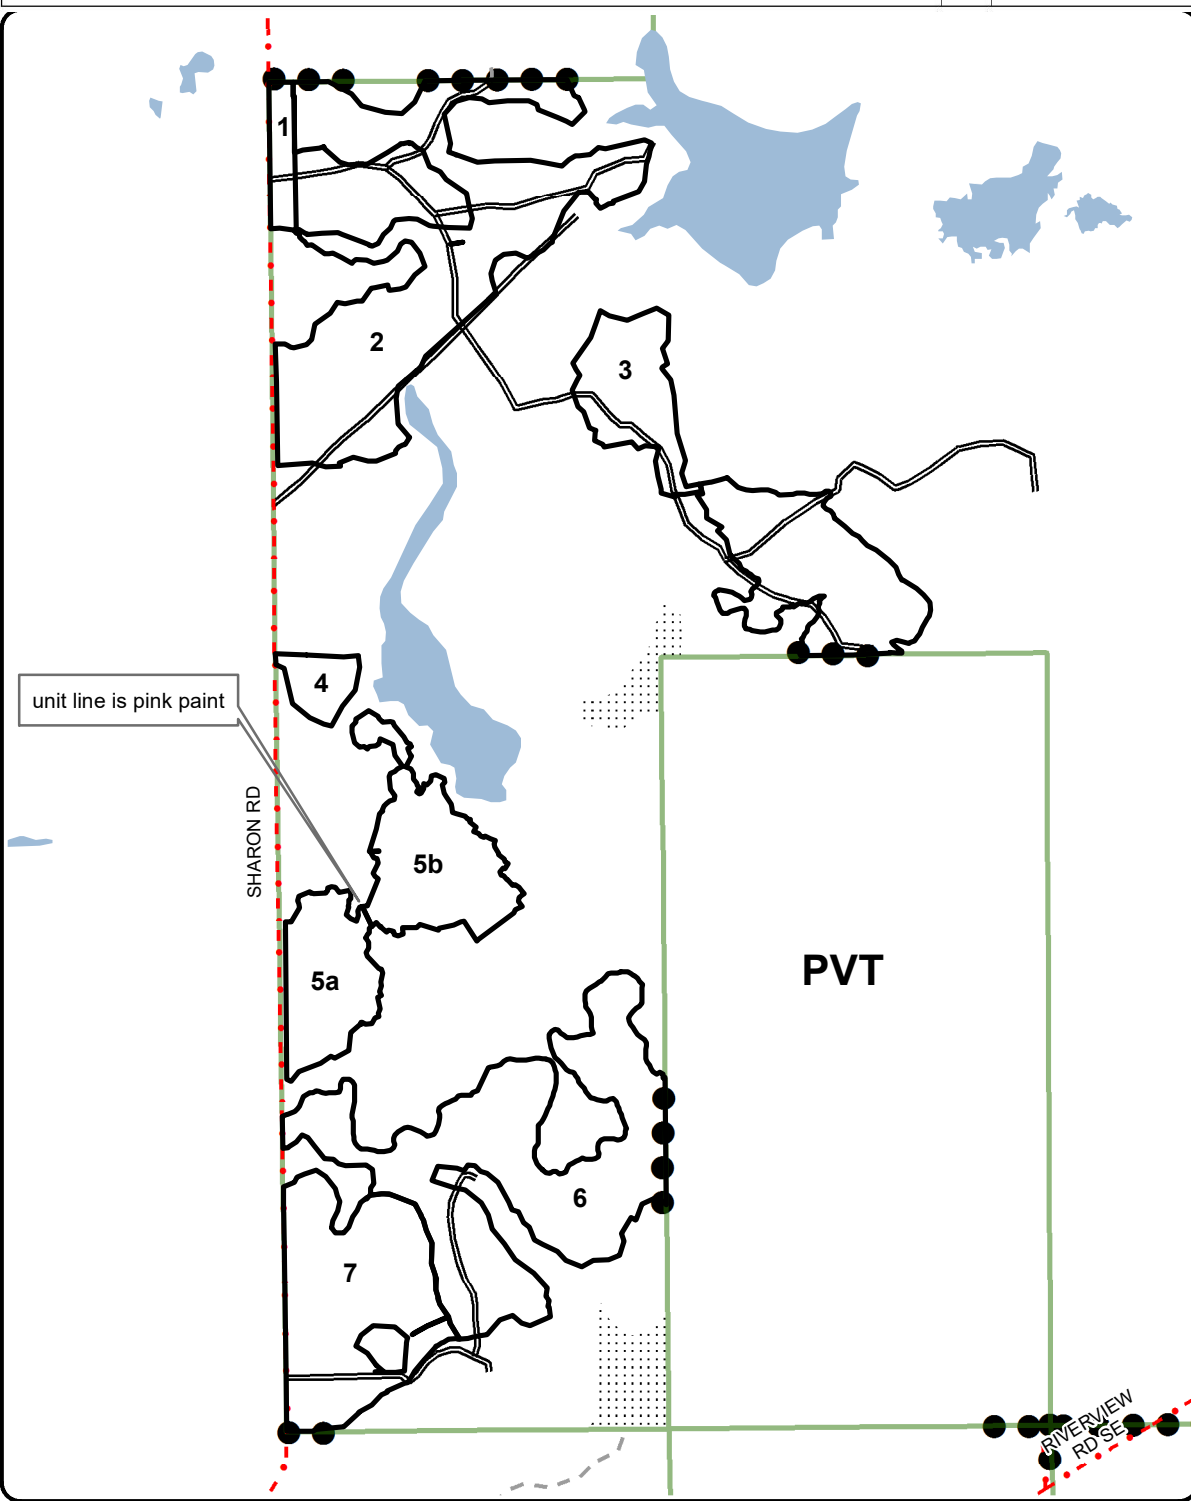 1
2
3
4
unit line is pink paint
SHARON RD
5b
5a
PVT
6
7
RIVERVIEW
RD SE